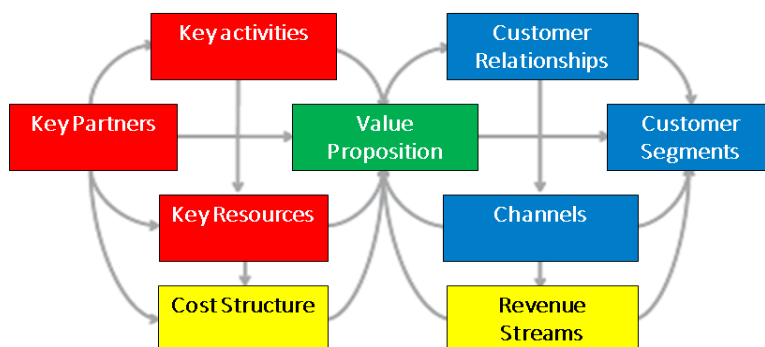 Key activities
Customer
Relationships
Key Partners
Value
Proposition
Customer
Segments
Key Resources
Channels
Cost Structure
Revenue
Streams